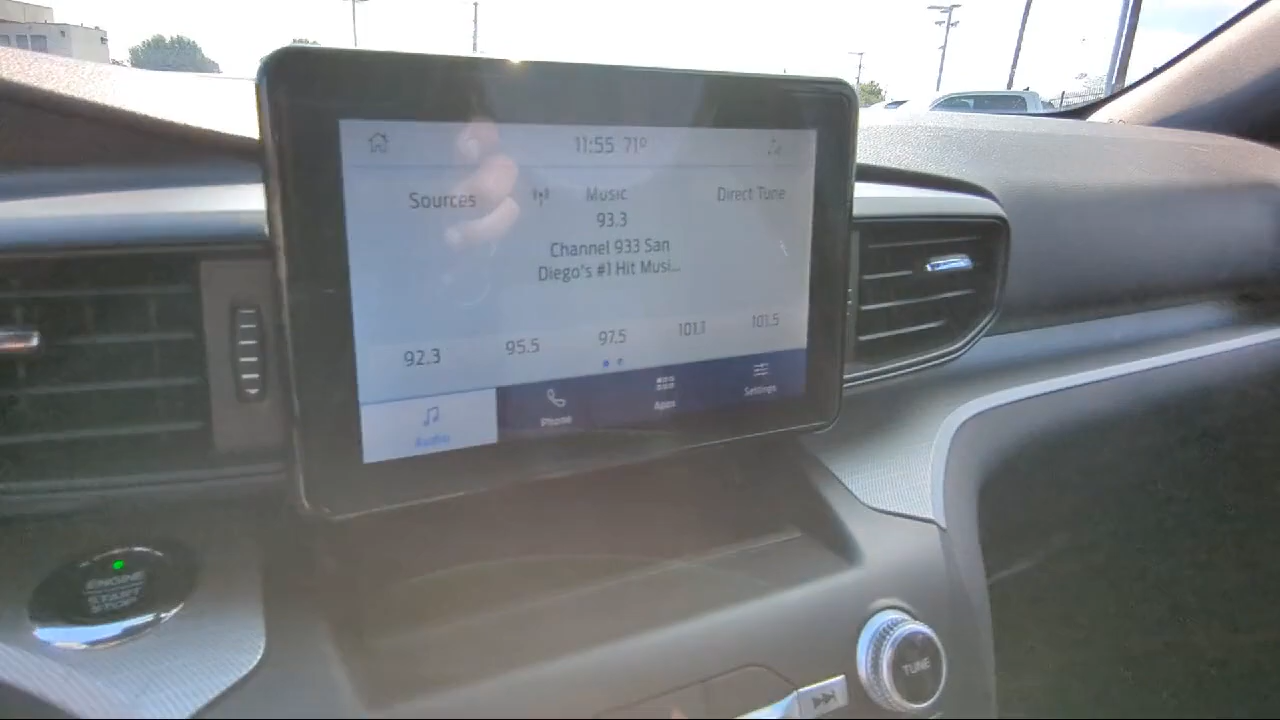 11:55 71°
Sources Music Direct Tune
93.3
Channel 933 San
Diego's #1 Hit Musi...
92.3 95.5 97.5 101.1 101.5
Audio Phone Apps Settings
ENGINE
START
STOP
TUNE